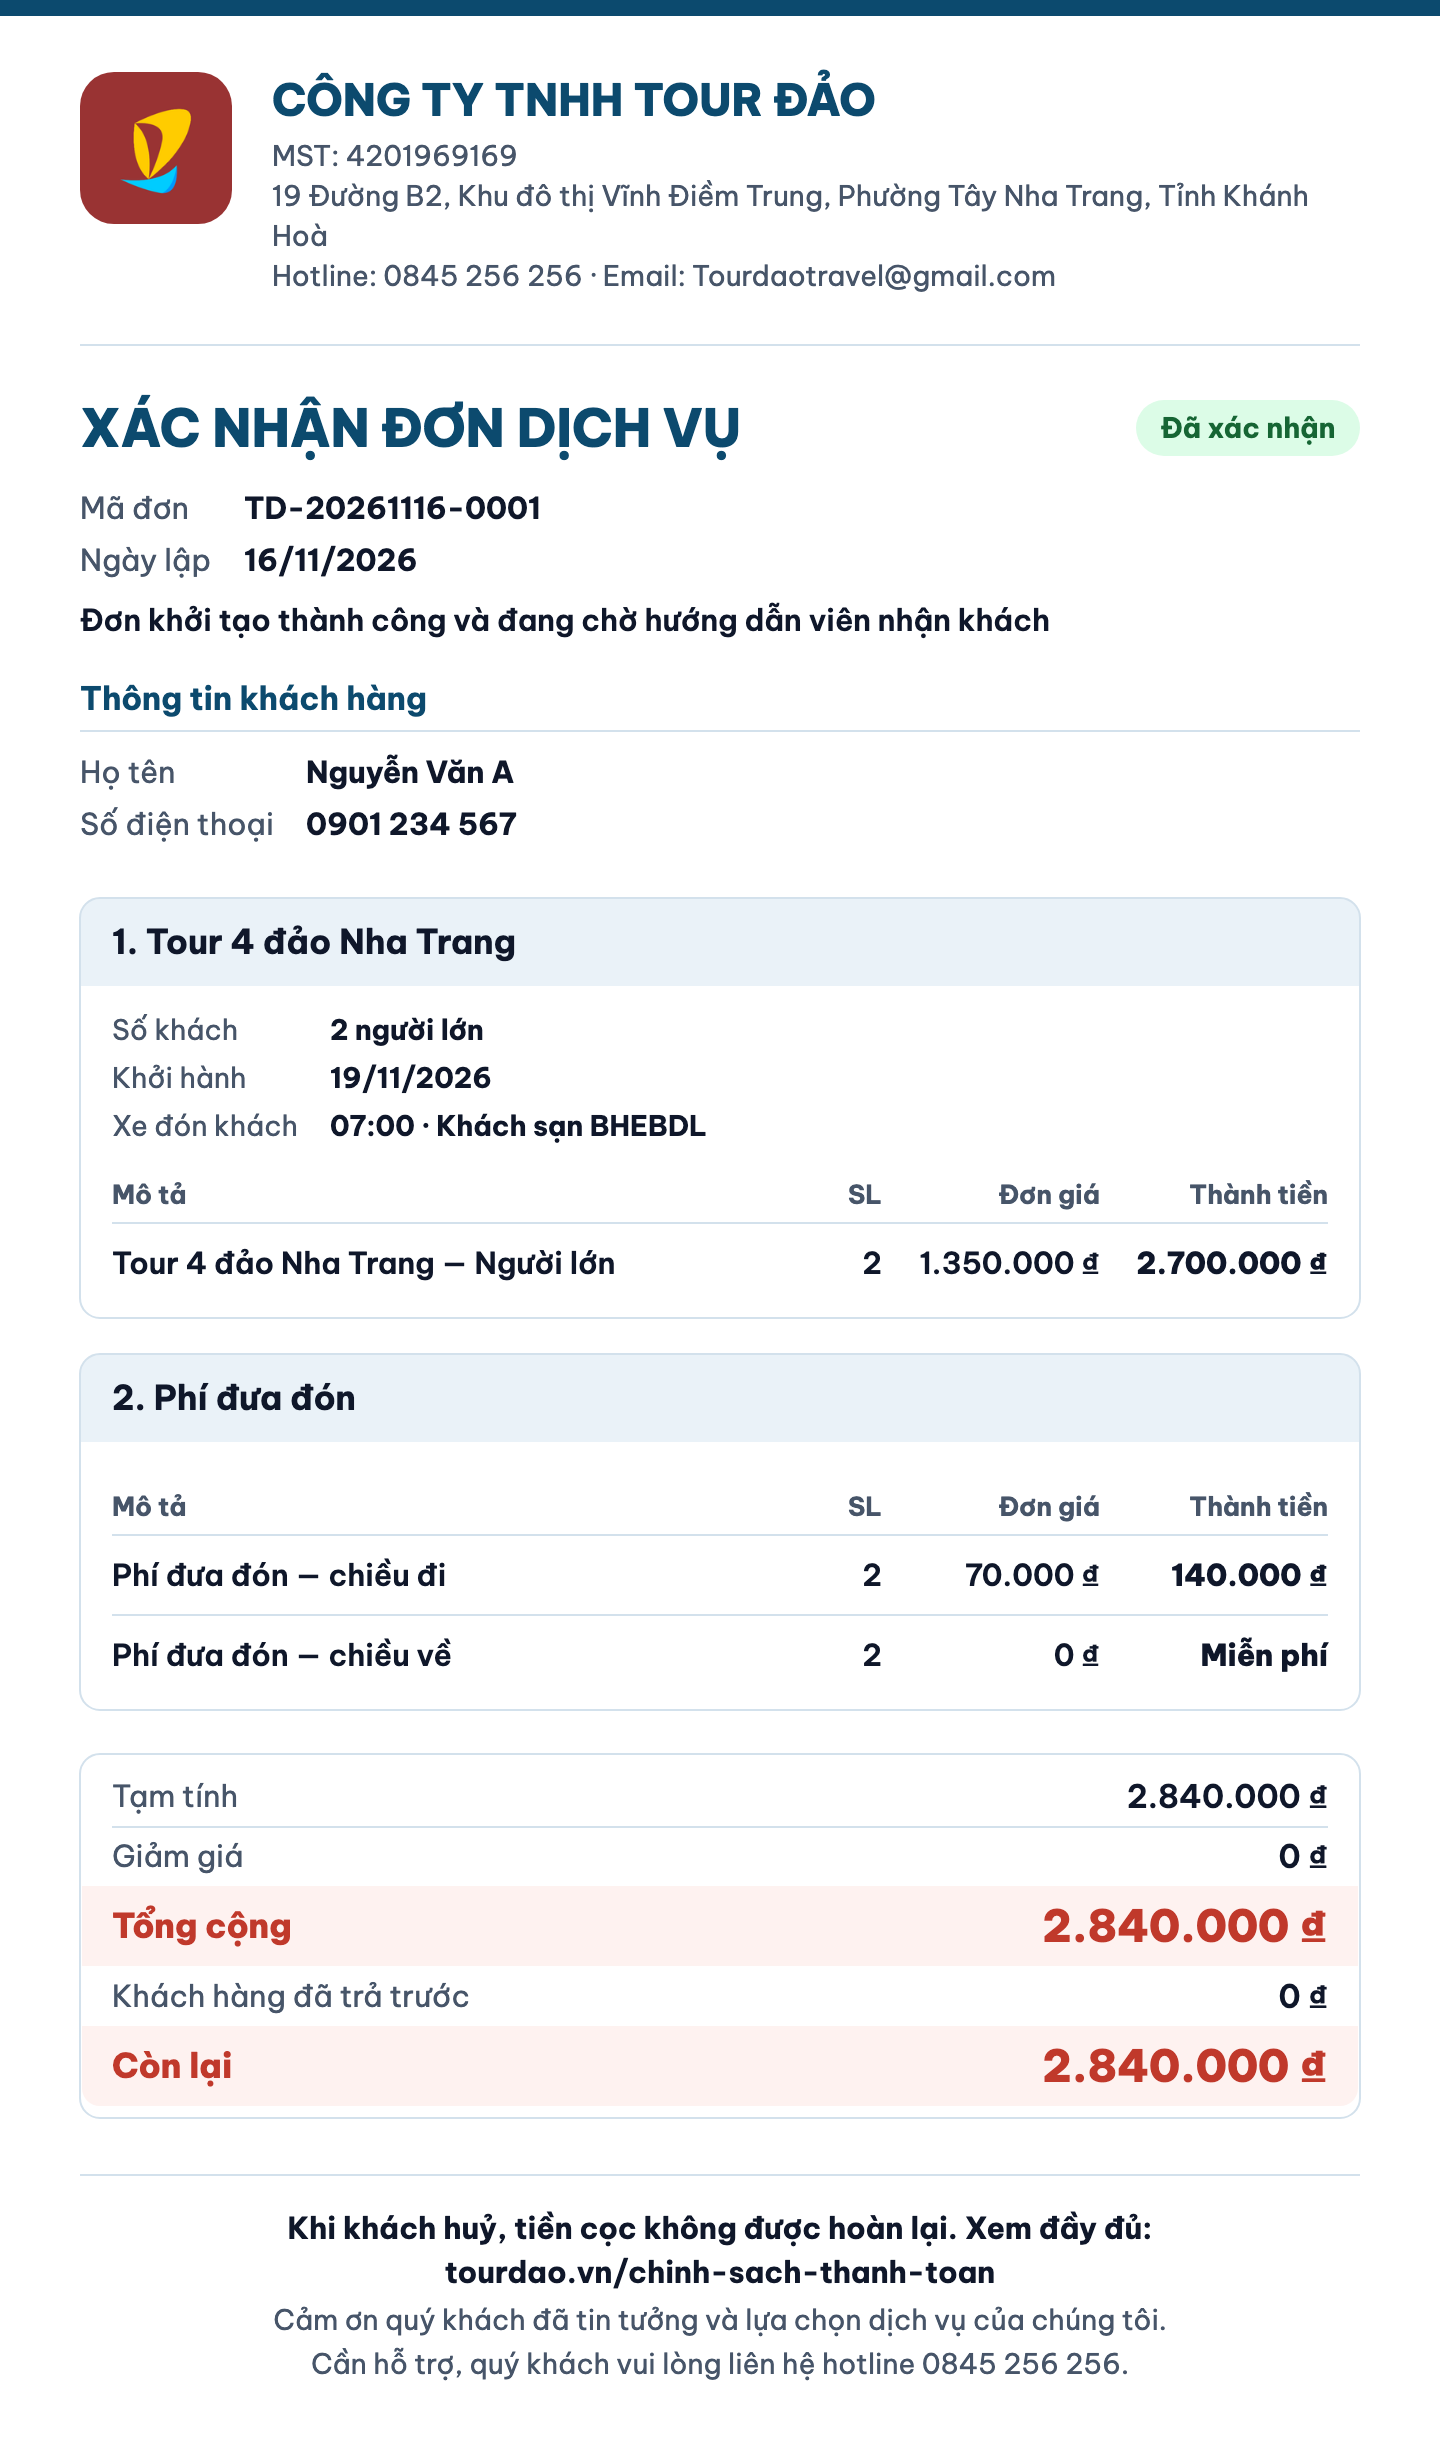 CÔNG TY TNHH TOUR ĐẢO
MST: 4201969169
19 Đường B2, Khu đô thị Vĩnh Điềm Trung, Phường Tây Nha Trang, Tỉnh Khánh
Hoà
Hotline: 0845 256 256 · Email: Tourdaotravel@gmail.com
XÁC NHẬN ĐƠN DỊCH VỤ
Đã xác nhận
Mã đơn TD-20261116-0001
Ngày lập 16/11/2026
Đơn khởi tạo thành công và đang chờ hướng dẫn viên nhận khách
Thông tin khách hàng
Họ tên Nguyễn Văn A
Số điện thoại 0901 234 567
1. Tour 4 đảo Nha Trang
Số khách 2 người lớn
Khởi hành 19/11/2026
Xe đón khách 07:00 · Khách sạn BHEBDL
Mô tả SL Đơn giá Thành tiền
Tour 4 đảo Nha Trang — Người lớn 2 1.350.000 ₫ 2.700.000 ₫
2. Phí đưa đón
Mô tả SL Đơn giá Thành tiền
Phí đưa đón — chiều đi 2 70.000 ₫ 140.000 ₫
Phí đưa đón — chiều về 2 0 ₫ Miễn phí
Tạm tính 2.840.000 ₫
Giảm giá 0 ₫
Tổng cộng 2.840.000 ₫
Khách hàng đã trả trước 0 ₫
Còn lại 2.840.000 ₫
Khi khách huỷ, tiền cọc không được hoàn lại. Xem đầy đủ:
tourdao.vn/chinh-sach-thanh-toan
Cảm ơn quý khách đã tin tưởng và lựa chọn dịch vụ của chúng tôi.
Cần hỗ trợ, quý khách vui lòng liên hệ hotline 0845 256 256.